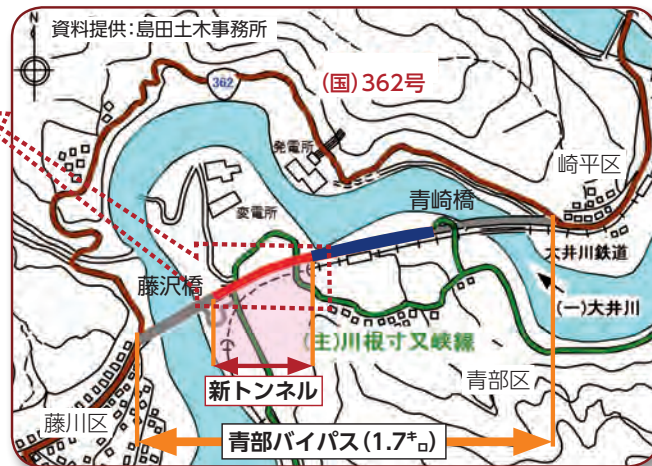 資料提供：島田土木事務所
N
362
(国)362号
発電所
崎平区
青崎橋
変電所
大井川鉄道
藤沢橋
(一)大井川
(主)川根寸又峡線
新トンネル
青部区
藤川区
青部バイパス(1.7㌔)